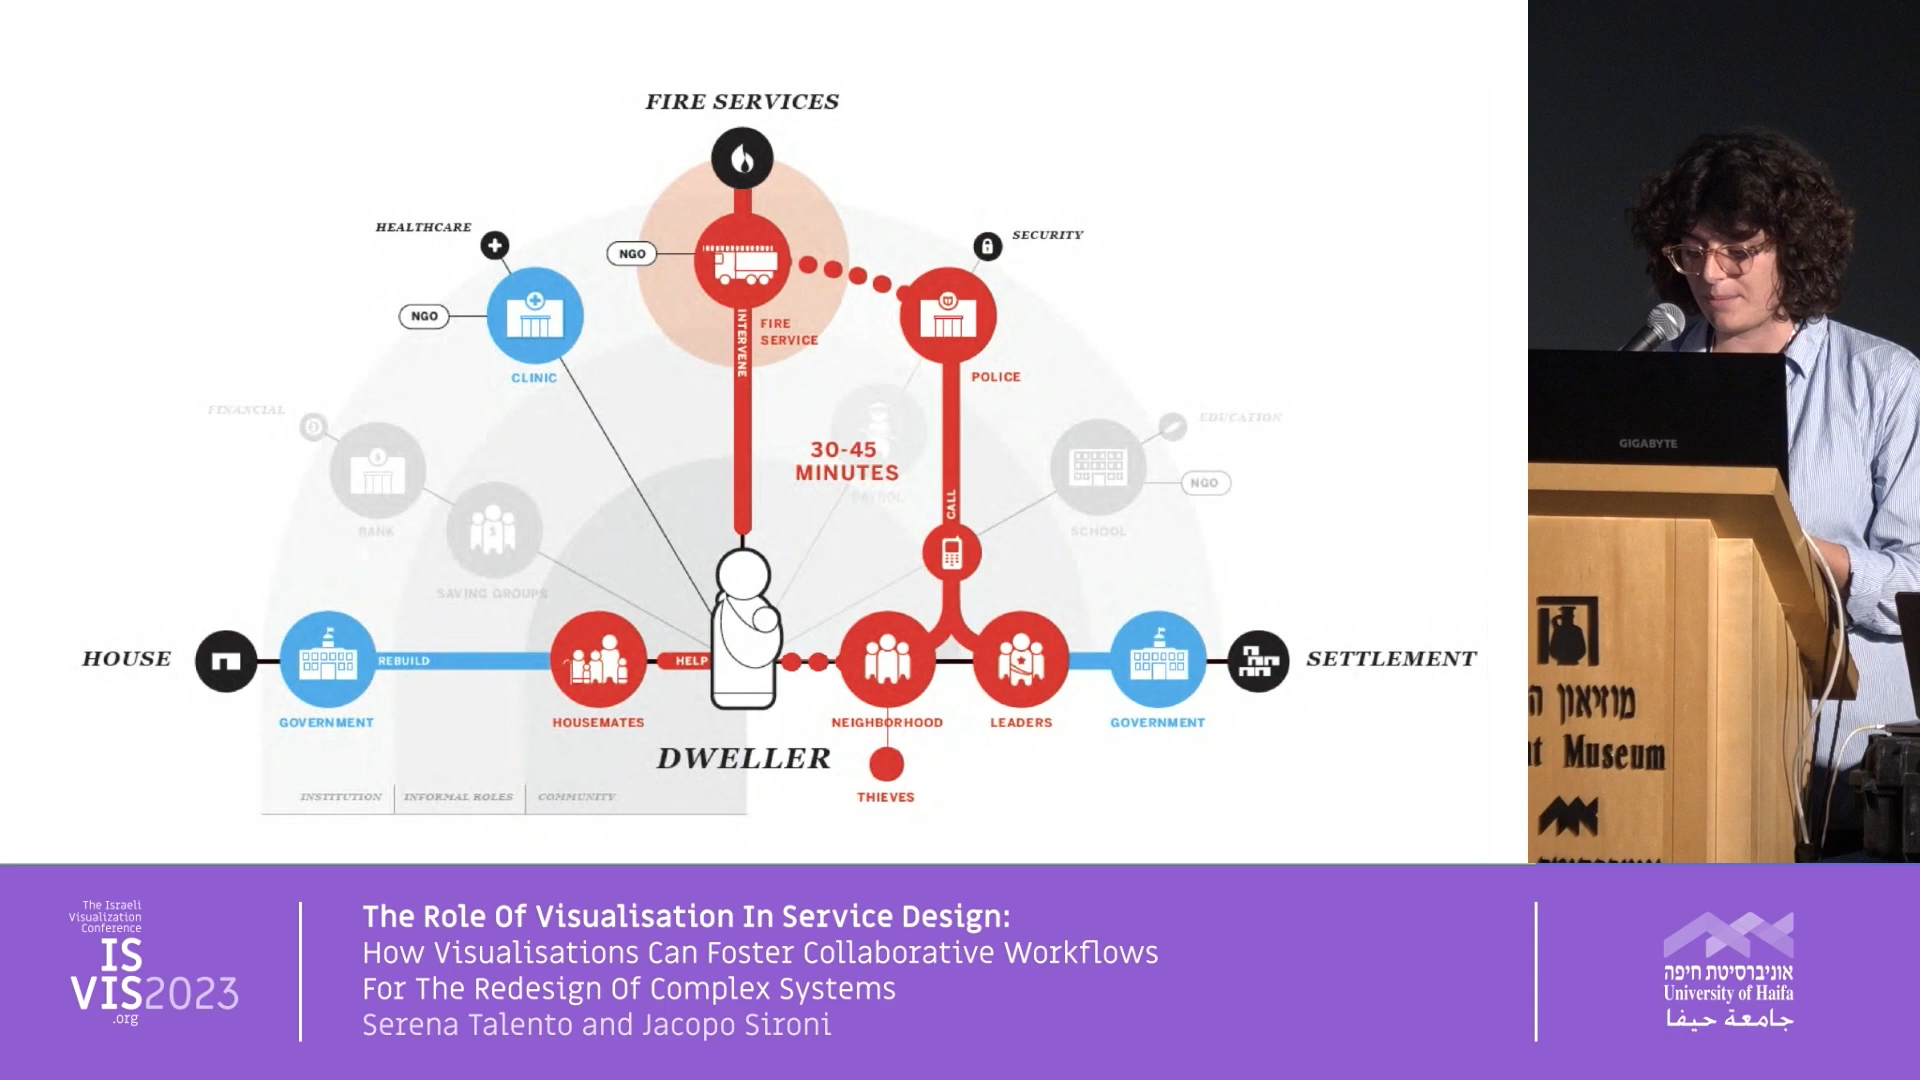 FIRE SERVICES
HEALTHCARE
SECURITY
NGO
NGO
INTERVENE
FIRE
SERVICE
CLINIC
POLICE
FINANCIAL
EDUCATION
30-45
MINUTES
NGO
PATROL
CALL
BANK
SCHOOL
SAVING GROUPS
HOUSE
REBUILD
HELP
SETTLEMENT
GOVERNMENT
HOUSEMATES
NEIGHBORHOOD
LEADERS
GOVERNMENT
DWELLER
THIEVES
INSTITUTION
INFORMAL ROLES
COMMUNITY
GIGABYTE
מוזיאון ה
t Museum
The Israeli
Visualization
Conference
IS
VIS2023
.org
The Role Of Visualisation In Service Design:
How Visualisations Can Foster Collaborative Workflows
For The Redesign Of Complex Systems
Serena Talento and Jacopo Sironi
אוניברסיטת חיפה
University of Haifa
جامعة حيفا